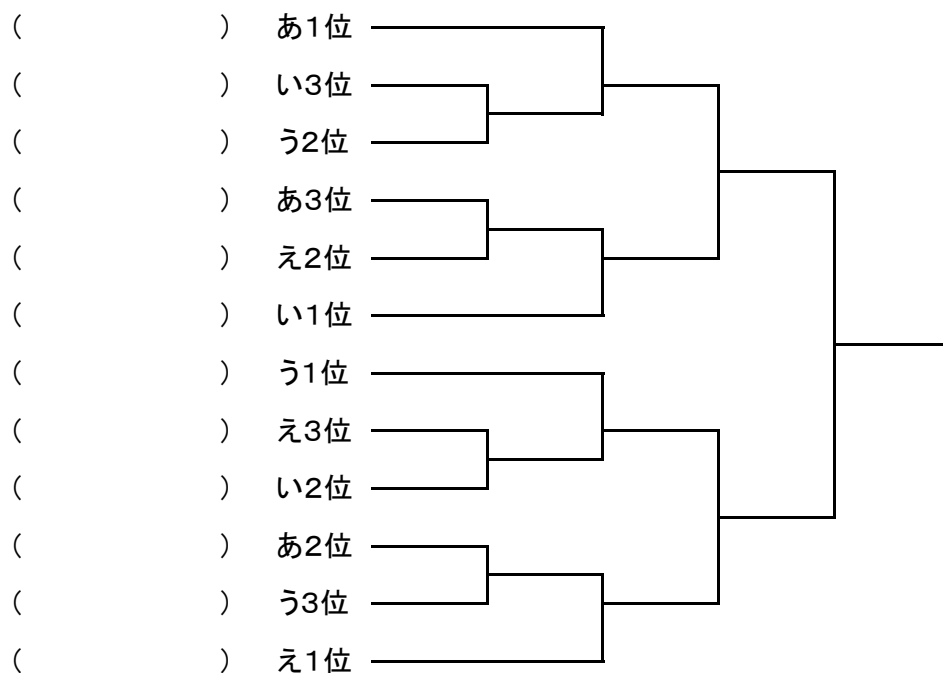 （　　　　　　）　あ１位
（　　　　　　）　い３位
（　　　　　　）　う２位
（　　　　　　）　あ３位
（　　　　　　）　え２位
（　　　　　　）　い１位
（　　　　　　）　う１位
（　　　　　　）　え３位
（　　　　　　）　い２位
（　　　　　　）　あ２位
（　　　　　　）　う３位
（　　　　　　）　え１位